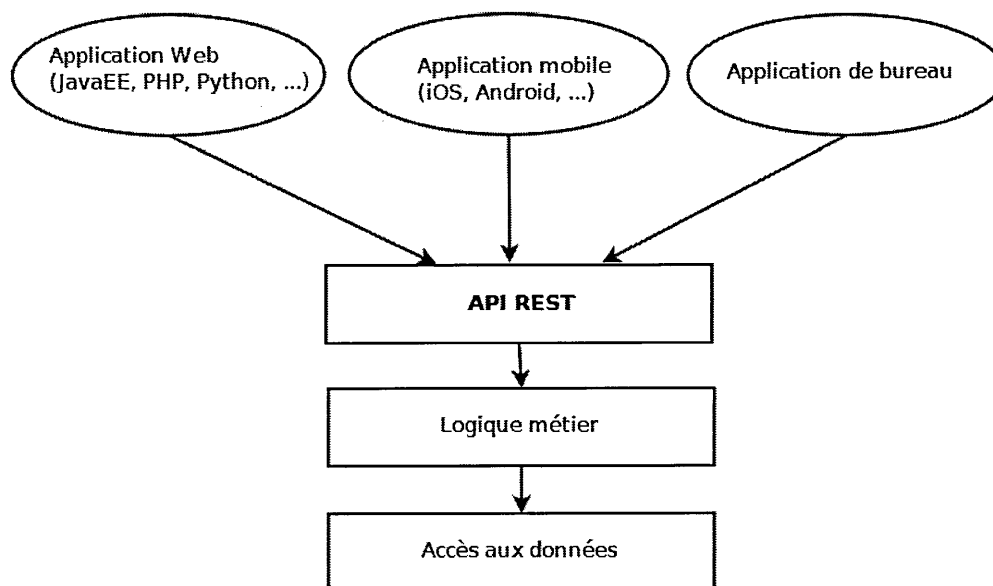 Application Web
(JavaEE, PHP, Python, ...)
Application mobile
(iOS, Android, ...)
Application de bureau
API REST
Logique métier
Accès aux données